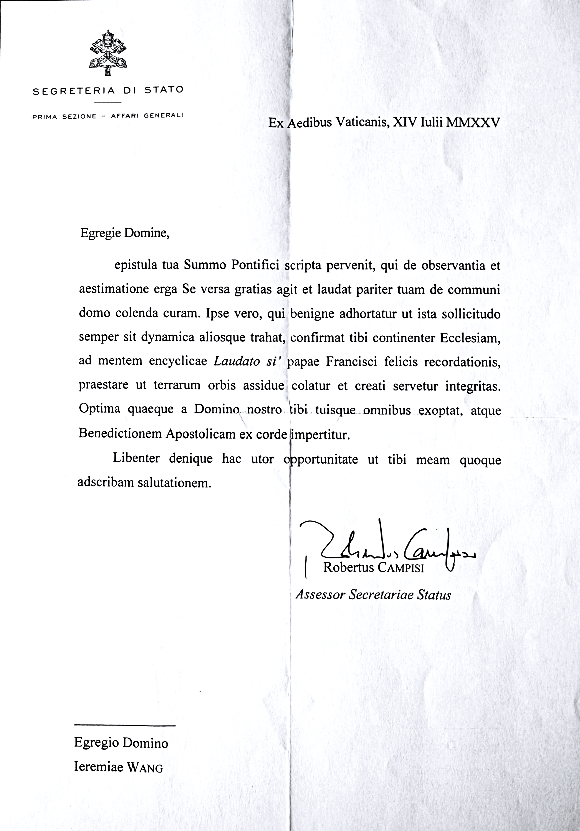 SEGRETERIA DI STATO
PRIMA SEZIONE - AFFARI GENERALI
Ex Aedibus Vaticanis, XIV Iulii MMXXV
Egregie Domine,
epistula tua Summo Pontifici scripta pervenit, qui de observantia et
aestimatione erga Se versa gratias agit et laudat pariter tuam de communi
domo colenda curam. Ipse vero, qui benigne adhortatur ut ista sollicitudo
semper sit dynamica aliosque trahat, confirmat tibi continenter Ecclesiam,
ad mentem encyclicae Laudato si' papae Francisci felicis recordationis,
praestare ut terrarum orbis assidue colatur et creati servetur integritas.
Optima quaeque a Domino nostro tibi tuisque omnibus exoptat, atque
Benedictionem Apostolicam ex corde impertitur.
Libenter denique hac utor opportunitate ut tibi meam quoque
adscribam salutationem.
Robertus CAMPISI
Assessor Secretariae Status
Egregio Domino
Ieremiae WANG